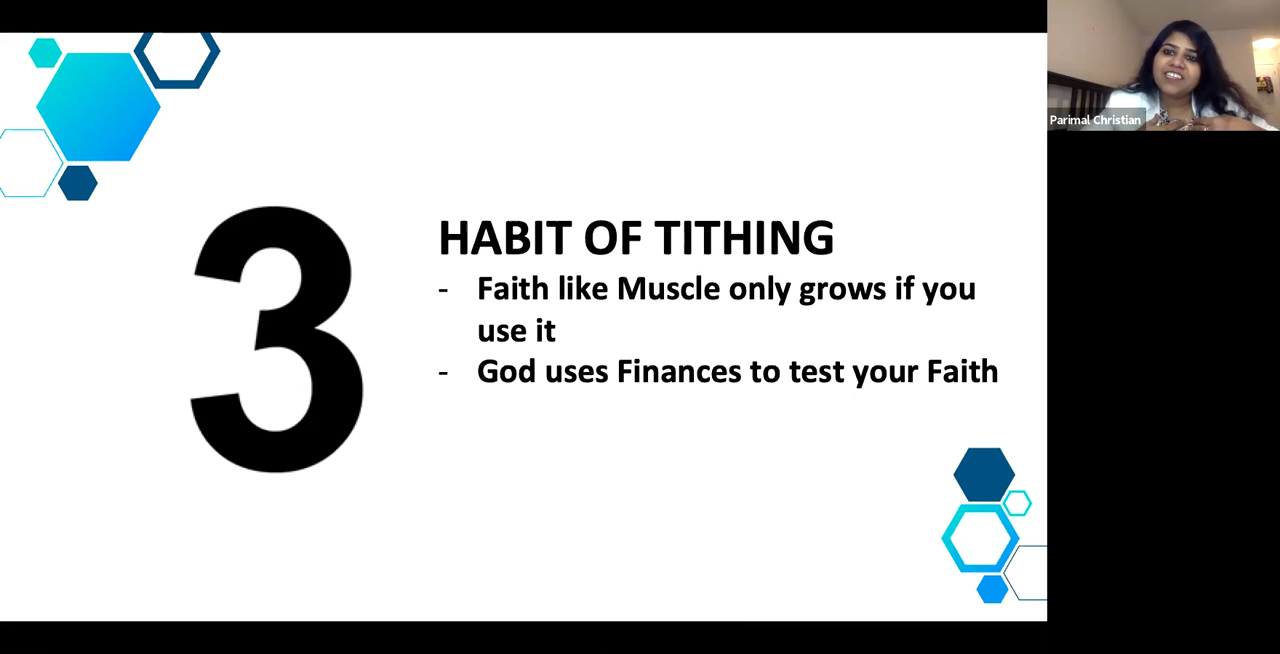 3
HABIT OF TITHING
- Faith like Muscle only grows if you
use it
- God uses Finances to test your Faith
Parimal Christian